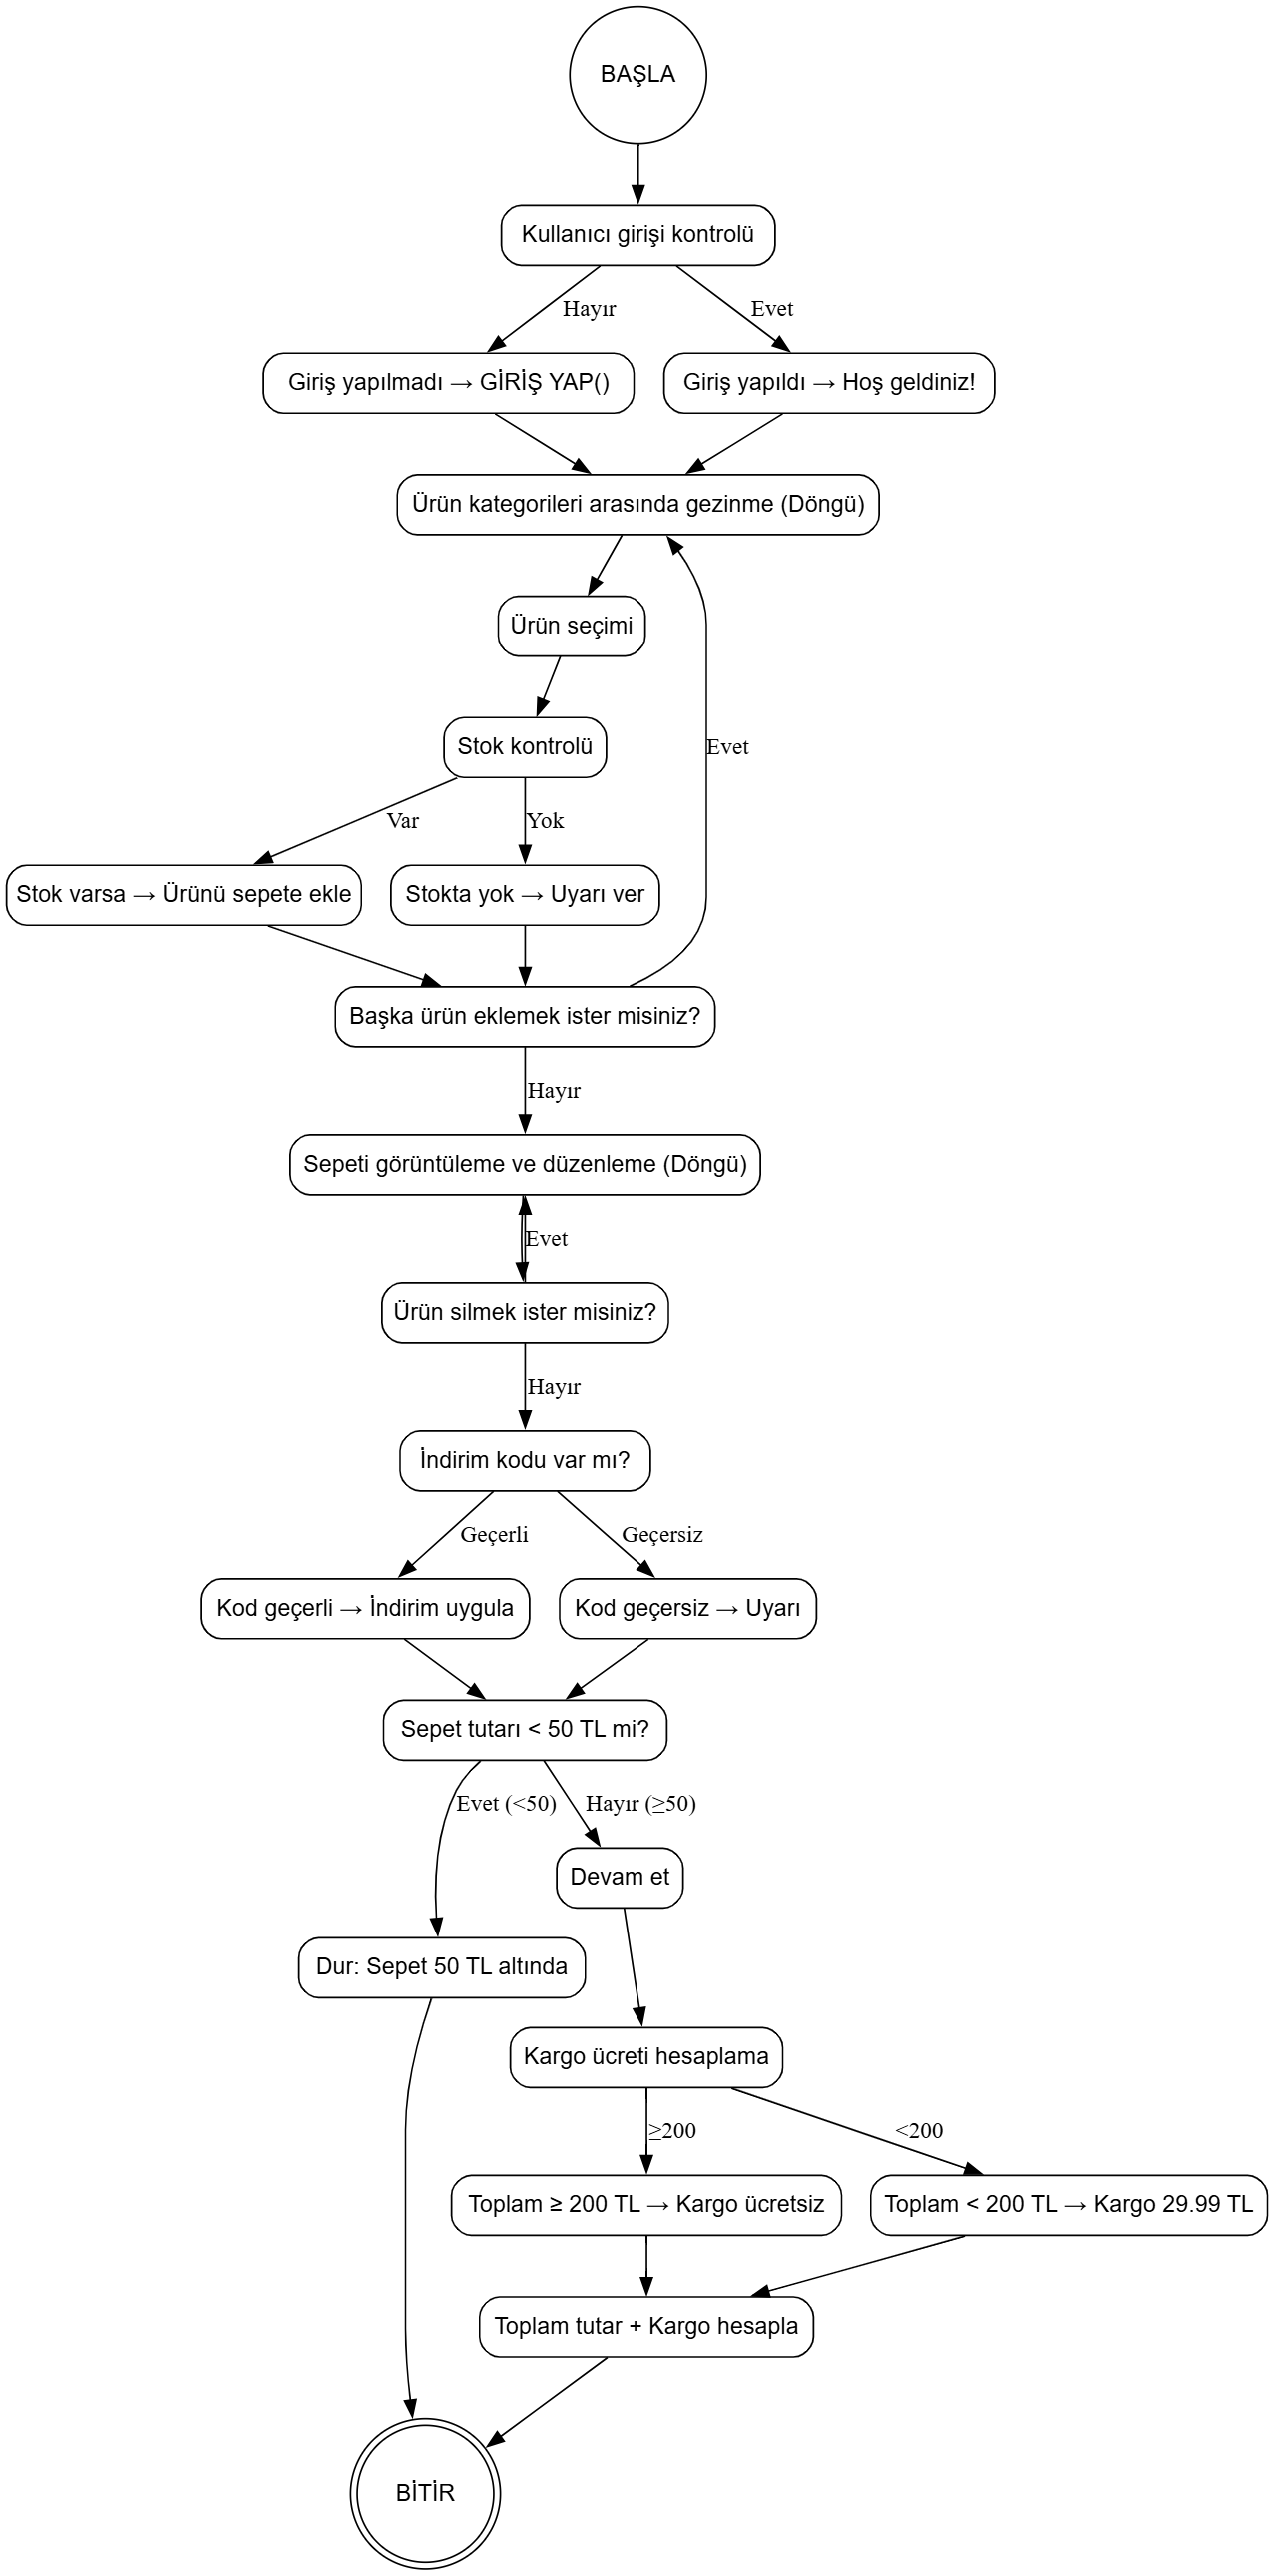 BAŞLA
Kullanıcı girişi kontrolü
Hayır
Evet
Giriş yapılmadı → GİRİŞ YAP()
Giriş yapıldı → Hoş geldiniz!
Ürün kategorileri arasında gezinme (Döngü)
Ürün seçimi
Stok kontrolü
Evet
Var
Yok
Stok varsa → Ürünü sepete ekle
Stokta yok → Uyarı ver
Başka ürün eklemek ister misiniz?
Hayır
Sepeti görüntüleme ve düzenleme (Döngü)
Evet
Ürün silmek ister misiniz?
Hayır
İndirim kodu var mı?
Geçerli
Geçersiz
Kod geçerli → İndirim uygula
Kod geçersiz → Uyarı
Sepet tutarı < 50 TL mi?
Evet (<50)
Hayır (≥50)
Devam et
Dur: Sepet 50 TL altında
Kargo ücreti hesaplama
≥200
<200
Toplam ≥ 200 TL → Kargo ücretsiz
Toplam < 200 TL → Kargo 29.99 TL
Toplam tutar + Kargo hesapla
BİTİR